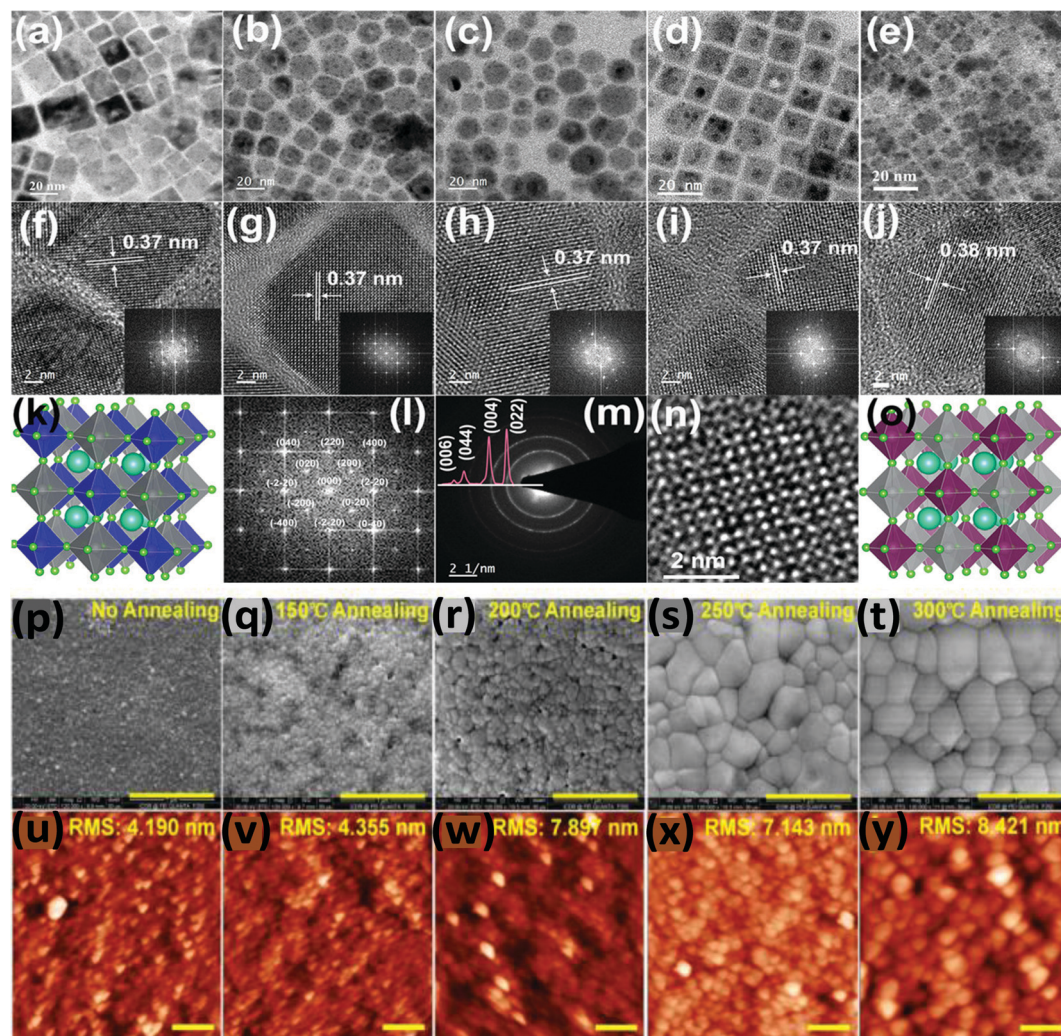 (a) (b) (c) (d) (e)
20 nm 20 nm 20 nm 20 nm 20 nm
(f) (g) (h) (i) (j)
0.37 nm 0.37 nm 0.37 nm 0.37 nm 0.38 nm
2 nm 2 nm 2 nm 2 nm 2 nm
(k) (l) (m) (n) (o)
(040) (220) (400)
(020) (200)
(-2-20) (000) (2-20)
(-200) (0-20)
(-400) (-2-20) (0-40)
(006) (044) (004) (022)
2 1/nm 2 nm
(p) No Annealing
(q) 150℃ Annealing
(r) 200℃ Annealing
(s) 250℃ Annealing
(t) 300℃ Annealing
(u) RMS: 4.190 nm
(v) RMS: 4.355 nm
(w) RMS: 7.897 nm
(x) RMS: 7.143 nm
(y) RMS: 8.421 nm